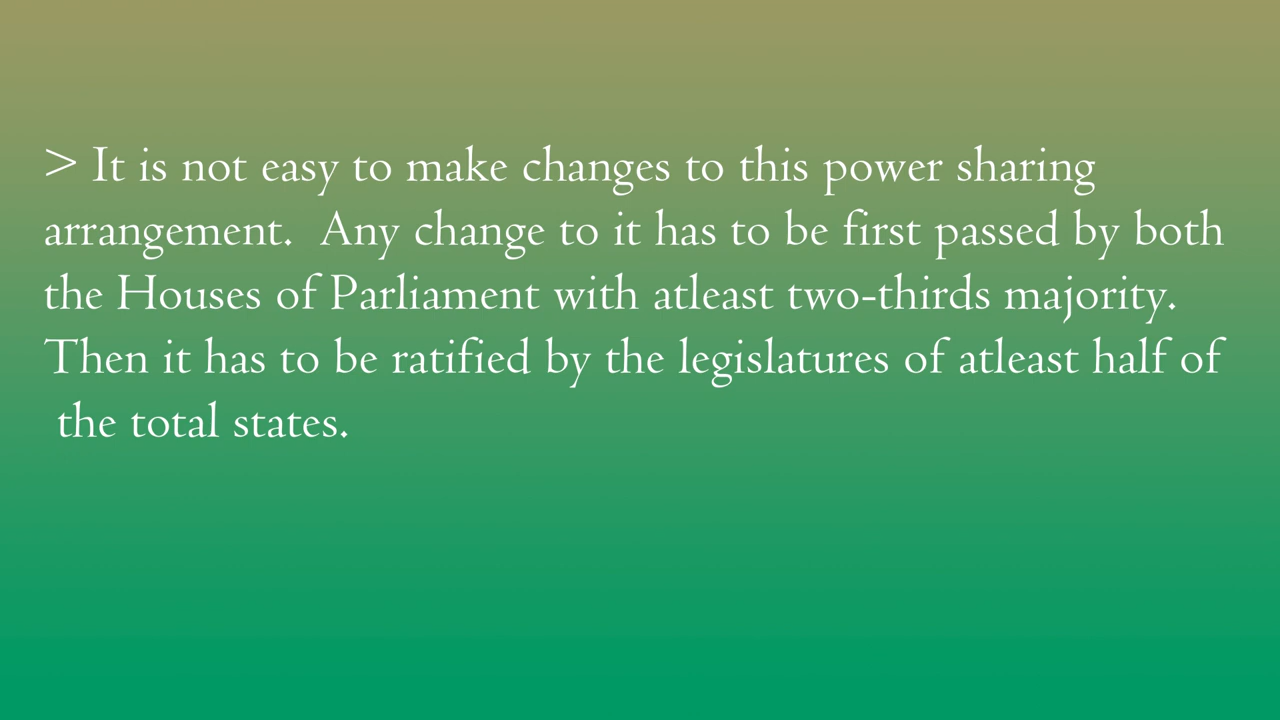 > It is not easy to make changes to this power sharing
arrangement.  Any change to it has to be first passed by both
the Houses of Parliament with atleast two-thirds majority.
Then it has to be ratified by the legislatures of atleast half of
the total states.